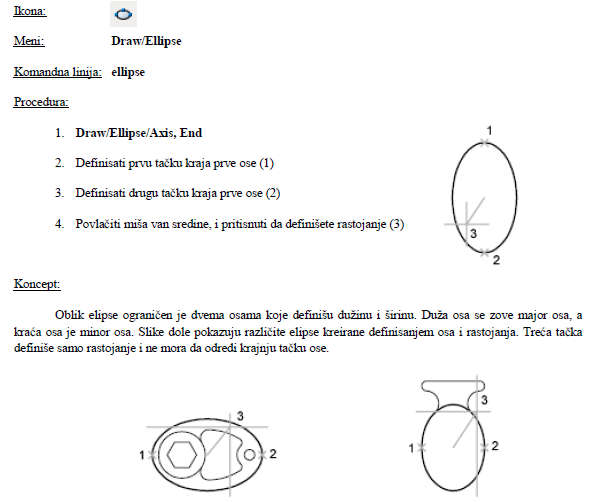 Ikona:
Meni: Draw/Ellipse
Komandna linija: ellipse
Procedura:
1. Draw/Ellipse/Axis, End
2. Definisati prvu tačku kraja prve ose (1)
3. Definisati drugu tačku kraja prve ose (2)
4. Povlačiti miša van sredine, i pritisnuti da definišete rastojanje (3)
1
3
2
Koncept:
Oblik elipse ograničen je dvema osama koje definišu dužinu i širinu. Duža osa se zove major osa, a
kraća osa je minor osa. Slike dole pokazuju različite elipse kreirane definisanjem osa i rastojanja. Treća tačka
definiše samo rastojanje i ne mora da odredi krajnju tačku ose.
3
1 2
3
1 2